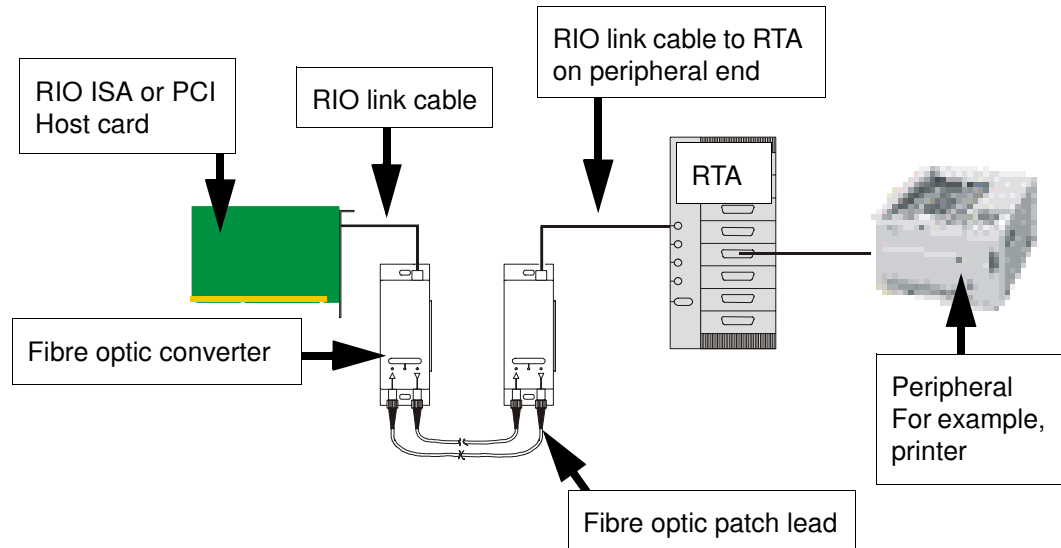 RIO ISA or PCI
Host card
RIO link cable
RIO link cable to RTA
on peripheral end
RTA
Fibre optic converter
Peripheral
For example,
printer
Fibre optic patch lead